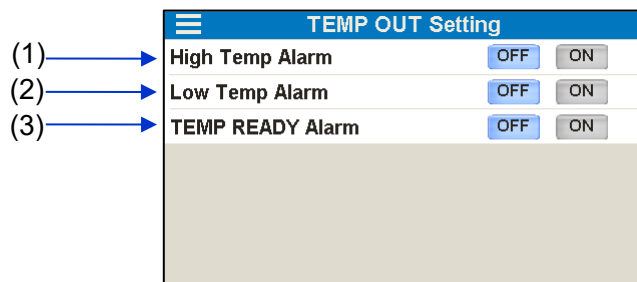 TEMP OUT Setting
(1) High Temp Alarm OFF ON
(2) Low Temp Alarm OFF ON
(3) TEMP READY Alarm OFF ON